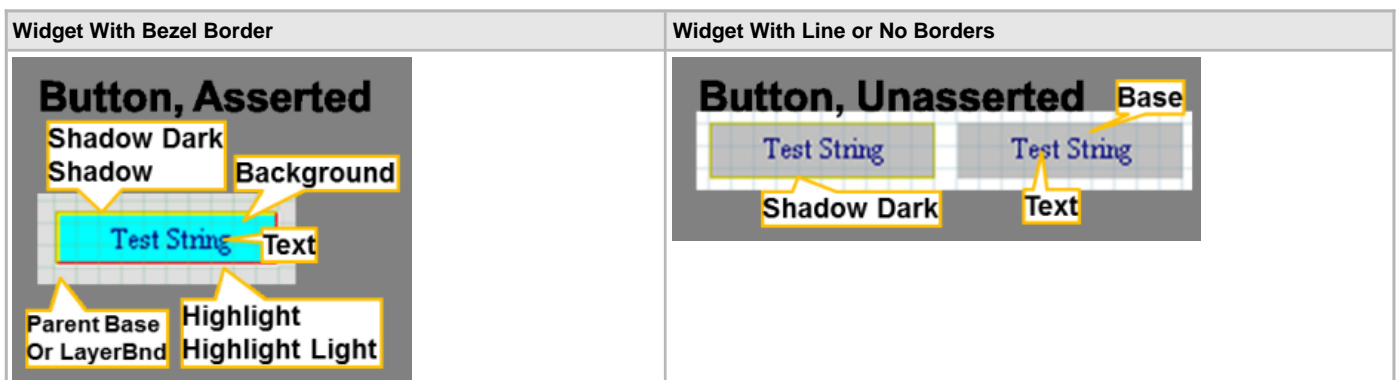 Widget With Bezel Border
Widget With Line or No Borders
Button, Asserted
Shadow Dark
Shadow
Background
Test String
Text
Parent Base
Or LayerBnd
Highlight
Highlight Light
Button, Unasserted
Base
Test String
Test String
Shadow Dark
Text